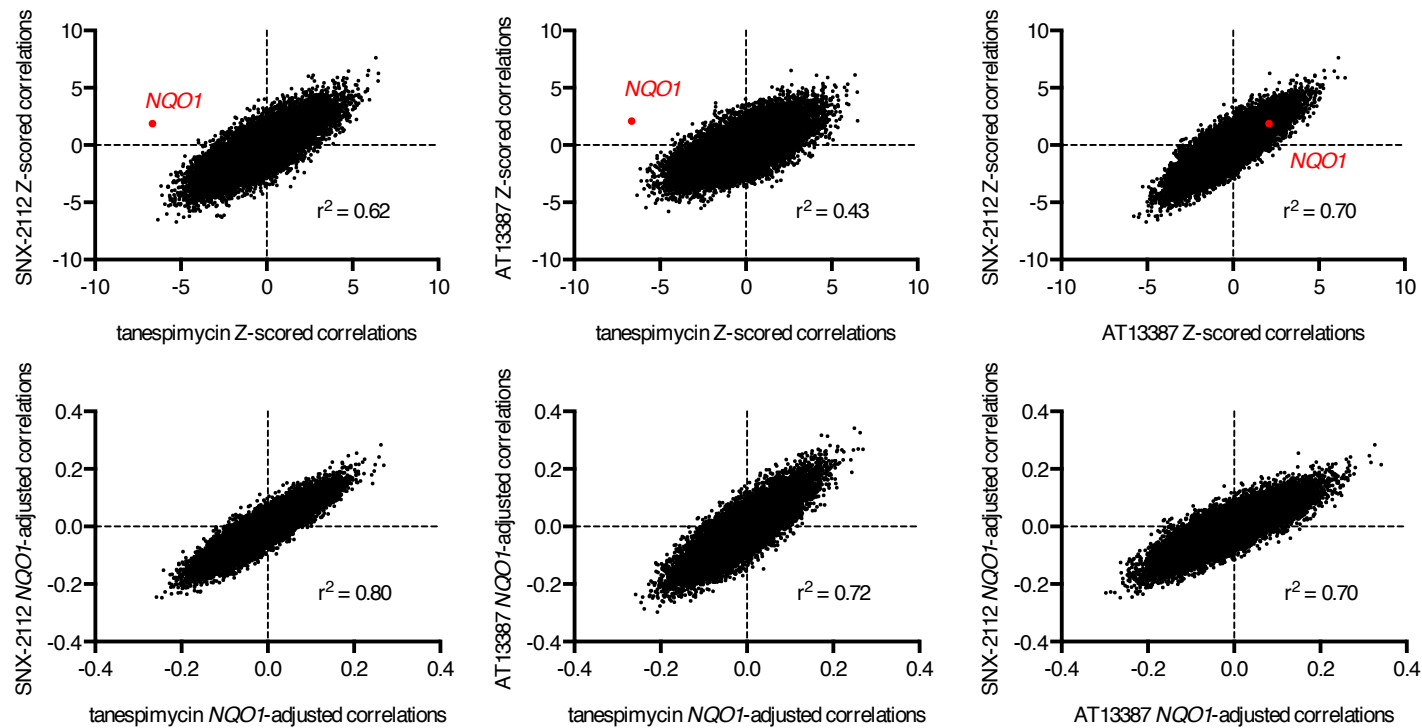 SNX-2112 Z-scored correlations
10
5
0
-5
-10
NQO1
r² = 0.62
-10 -5 0 5 10
tanespimycin Z-scored correlations
AT13387 Z-scored correlations
10
5
0
-5
-10
NQO1
r² = 0.43
-10 -5 0 5 10
tanespimycin Z-scored correlations
SNX-2112 Z-scored correlations
10
5
0
-5
-10
NQO1
r² = 0.70
-10 -5 0 5 10
AT13387 Z-scored correlations
SNX-2112 NQO1-adjusted correlations
0.4
0.2
0.0
-0.2
-0.4
r² = 0.80
-0.4 -0.2 0.0 0.2 0.4
tanespimycin NQO1-adjusted correlations
AT13387 NQO1-adjusted correlations
0.4
0.2
0.0
-0.2
-0.4
r² = 0.72
-0.4 -0.2 0.0 0.2 0.4
tanespimycin NQO1-adjusted correlations
SNX-2112 NQO1-adjusted correlations
0.4
0.2
0.0
-0.2
-0.4
r² = 0.70
-0.4 -0.2 0.0 0.2 0.4
AT13387 NQO1-adjusted correlations